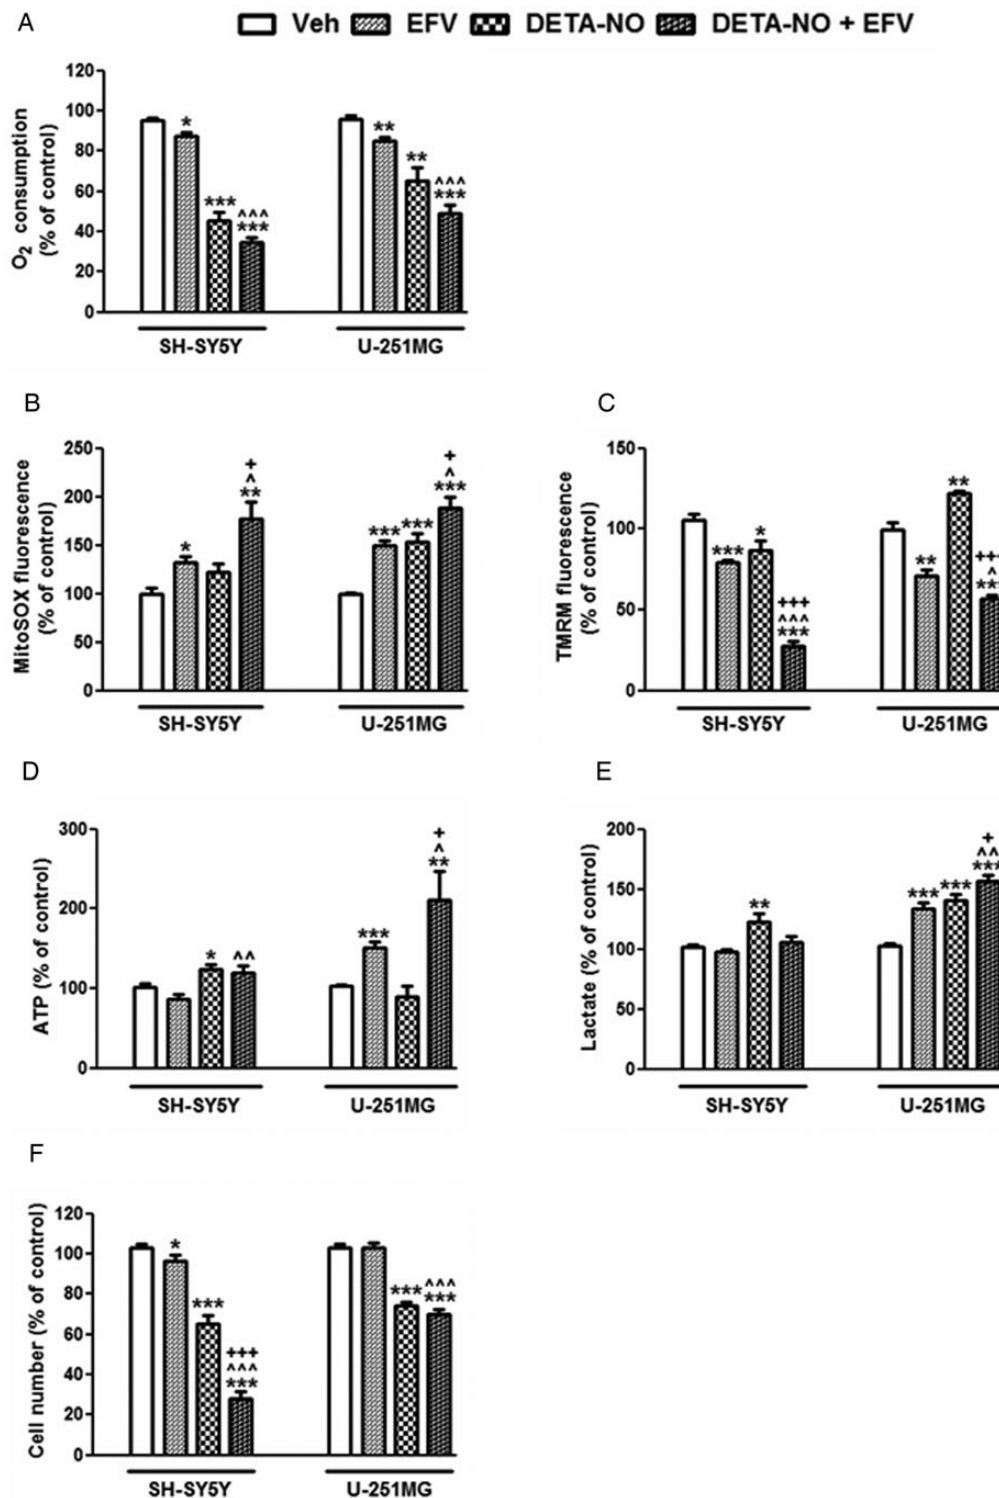 A
Veh EFV DETA-NO DETA-NO + EFV
O2 consumption
(% of control)
120
100
80
60
40
20
0
* *** ^^^ ***
** ** ^^^ ***
SH-SY5Y U-251MG
B
MitoSOX fluorescence
(% of control)
250
200
150
100
50
0
* + ^ **
*** *** + ^ ***
SH-SY5Y U-251MG
C
TMRM fluorescence
(% of control)
150
100
50
0
*** * +++ ^^^ ***
** ** +++ ^ ***
SH-SY5Y U-251MG
D
ATP (% of control)
300
200
100
0
* ^^
*** + ^ **
SH-SY5Y U-251MG
E
Lactate (% of control)
200
150
100
50
0
**
*** *** + ^^ ***
SH-SY5Y U-251MG
F
Cell number (% of control)
120
100
80
60
40
20
0
* *** +++ ^^^ ***
*** ^^^ ***
SH-SY5Y U-251MG